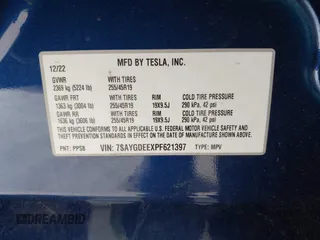 MFD BY TESLA, INC.
12/22
GVWR WITH TIRES
2369 kg (5224 lb) 255/45R19
GAWR FRT WITH TIRES RIM COLD TIRE PRESSURE
1363 kg (3004 lb) 255/45R19 19X9.5J 290 kPa, 42 psi
GAWR RR WITH TIRES RIM COLD TIRE PRESSURE
1636 kg (3606 lb) 255/45R19 19X9.5J 290 kPa, 42 psi
THIS VEHICLE CONFORMS TO ALL APPLICABLE
FEDERAL MOTOR VEHICLE SAFETY, BUMPER, AND
THEFT PREVENTION STANDARDS IN EFFECT ON THE
DATE OF MANUFACTURE SHOWN ABOVE.
PNT: PPSB VIN: 7SAYGDEEXPF621397 TYPE: MPV
DREAMBID